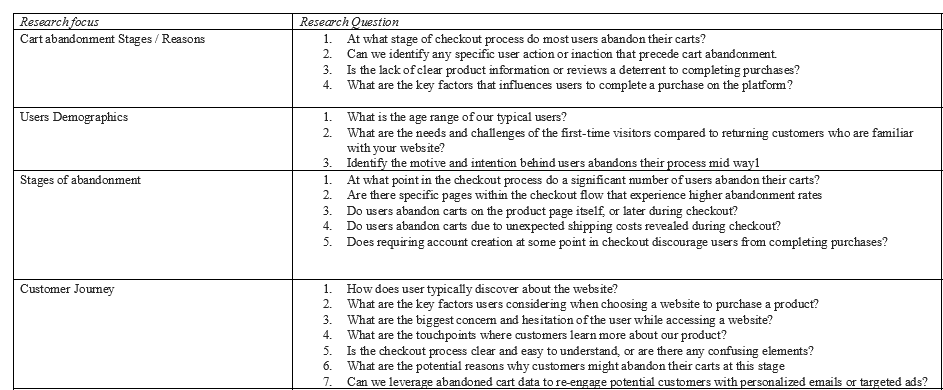 Research focus
Research Question
Cart abandonment Stages / Reasons
1. At what stage of checkout process do most users abandon their carts?
2. Can we identify any specific user action or inaction that precede cart abandonment.
3. Is the lack of clear product information or reviews a deterrent to completing purchases?
4. What are the key factors that influences users to complete a purchase on the platform?
Users Demographics
1. What is the age range of our typical users?
2. What are the needs and challenges of the first-time visitors compared to returning customers who are familiar
with your website?
3. Identify the motive and intention behind users abandons their process mid way1
Stages of abandonment
1. At what point in the checkout process do a significant number of users abandon their carts?
2. Are there specific pages within the checkout flow that experience higher abandonment rates
3. Do users abandon carts on the product page itself, or later during checkout?
4. Do users abandon carts due to unexpected shipping costs revealed during checkout?
5. Does requiring account creation at some point in checkout discourage users from completing purchases?
Customer Journey
1. How does user typically discover about the website?
2. What are the key factors users considering when choosing a website to purchase a product?
3. What are the biggest concern and hesitation of the user while accessing a website?
4. What are the touchpoints where customers learn more about our product?
5. Is the checkout process clear and easy to understand, or are there any confusing elements?
6. What are the potential reasons why customers might abandon their carts at this stage
7. Can we leverage abandoned cart data to re-engage potential customers with personalized emails or targeted ads?